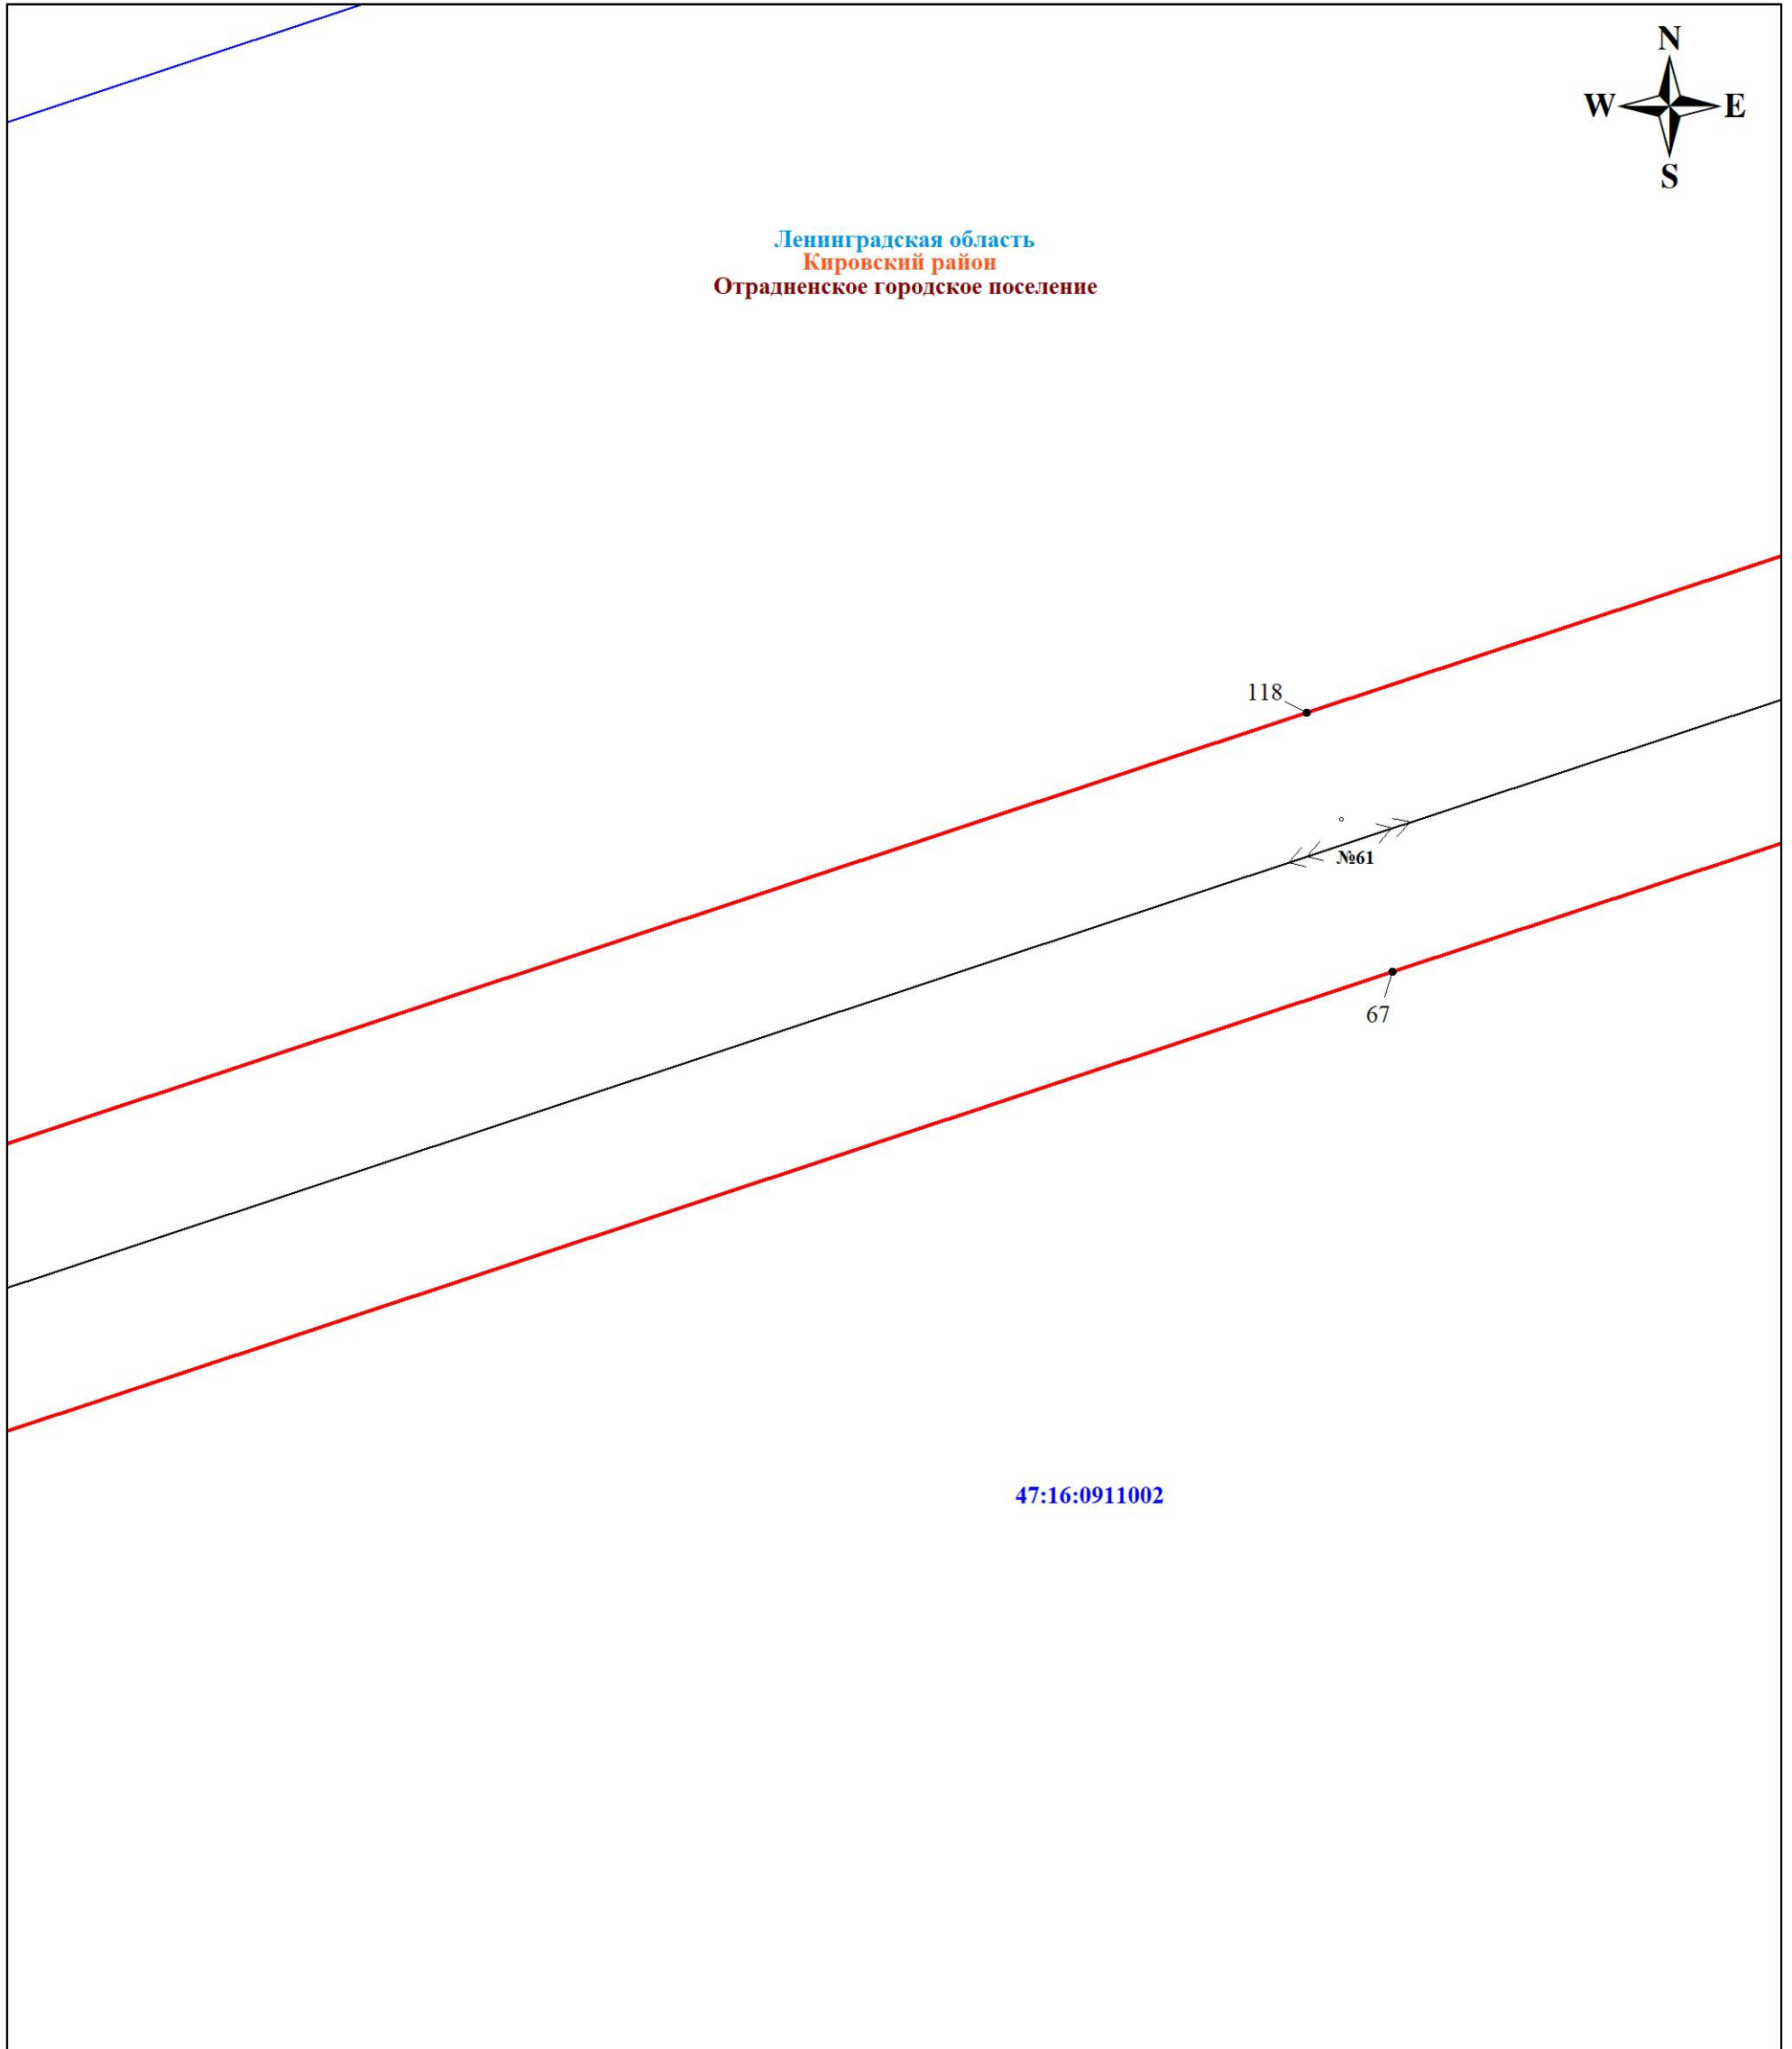 N
W E
S
Ленинградская область
Кировский район
Отрадненское городское поселение
118
№61
67
47:16:0911002